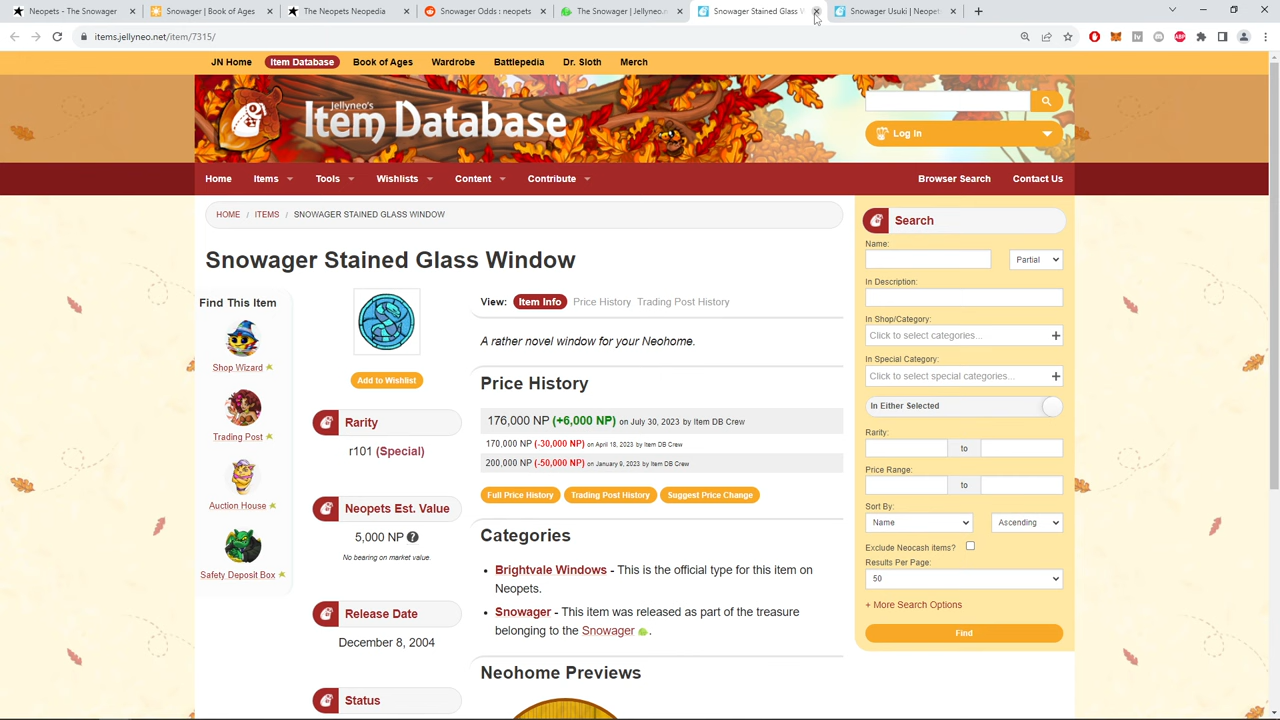 Neopets - The Snowager
Snowager | Book of Ages
The Neopets Neopedia
Snowager Odds : neopets
The Snowager | Jellyneo.n
Snowager Stained Glass W
Snowager Usuki | Neopet
items.jellyneo.net/item/7315/
JN Home
Item Database
Book of Ages
Wardrobe
Battlepedia
Dr. Sloth
Merch
Jellyneo's
Item Database
Log In
Home
Items
Tools
Wishlists
Content
Contribute
Browser Search
Contact Us
HOME / ITEMS / SNOWAGER STAINED GLASS WINDOW
Snowager Stained Glass Window
Find This Item
Shop Wizard
Trading Post
Auction House
Safety Deposit Box
Add to Wishlist
Rarity
r101 (Special)
Neopets Est. Value
5,000 NP ?
No bearing on market value.
Release Date
December 8, 2004
Status
View: Item Info Price History Trading Post History
A rather novel window for your Neohome.
Price History
176,000 NP (+6,000 NP) on July 30, 2023 by Item DB Crew
170,000 NP (-30,000 NP) on April 18, 2023 by Item DB Crew
200,000 NP (-50,000 NP) on January 9, 2023 by Item DB Crew
Full Price History
Trading Post History
Suggest Price Change
Categories
Brightvale Windows - This is the official type for this item on
Neopets.
Snowager - This item was released as part of the treasure
belonging to the Snowager .
Neohome Previews
Search
Name:
Partial
In Description:
In Shop/Category:
Click to select categories...
In Special Category:
Click to select special categories...
In Either Selected
Rarity:
to
Price Range:
to
Sort By:
Name
Ascending
Exclude Neocash items?
Results Per Page:
50
+ More Search Options
Find